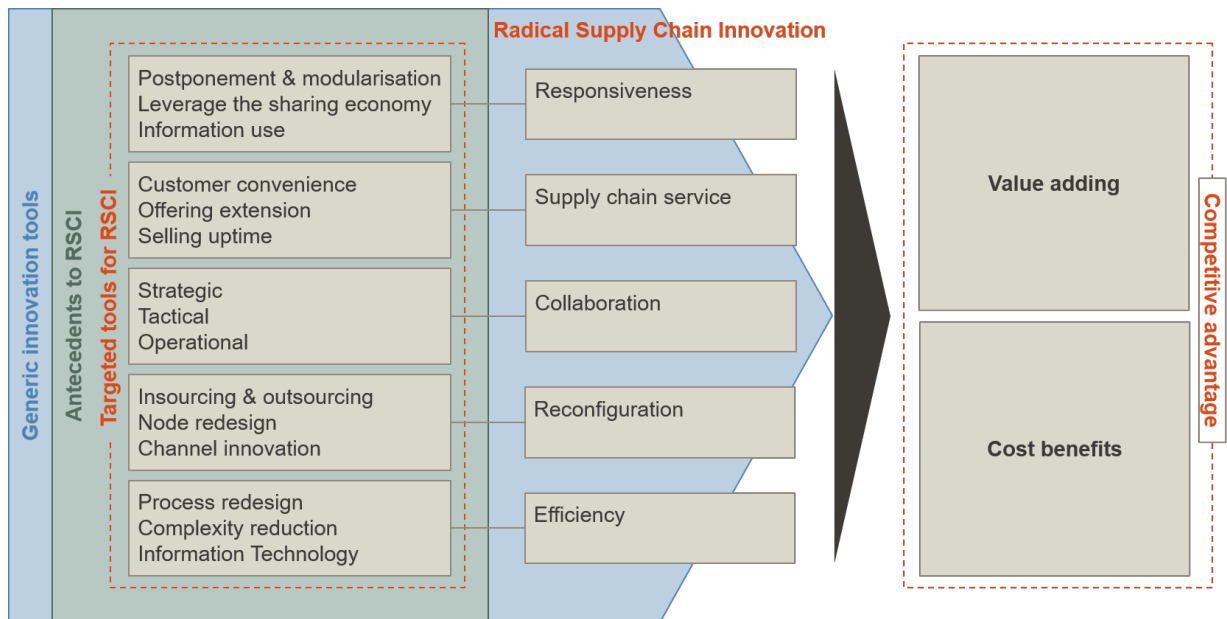 Generic innovation tools
Antecedents to RSCI
Targeted tools for RSCI
Radical Supply Chain Innovation
Postponement & modularisation
Leverage the sharing economy
Information use
Responsiveness
Customer convenience
Offering extension
Selling uptime
Supply chain service
Strategic
Tactical
Operational
Collaboration
Insourcing & outsourcing
Node redesign
Channel innovation
Reconfiguration
Process redesign
Complexity reduction
Information Technology
Efficiency
Value adding
Cost benefits
Competitive advantage